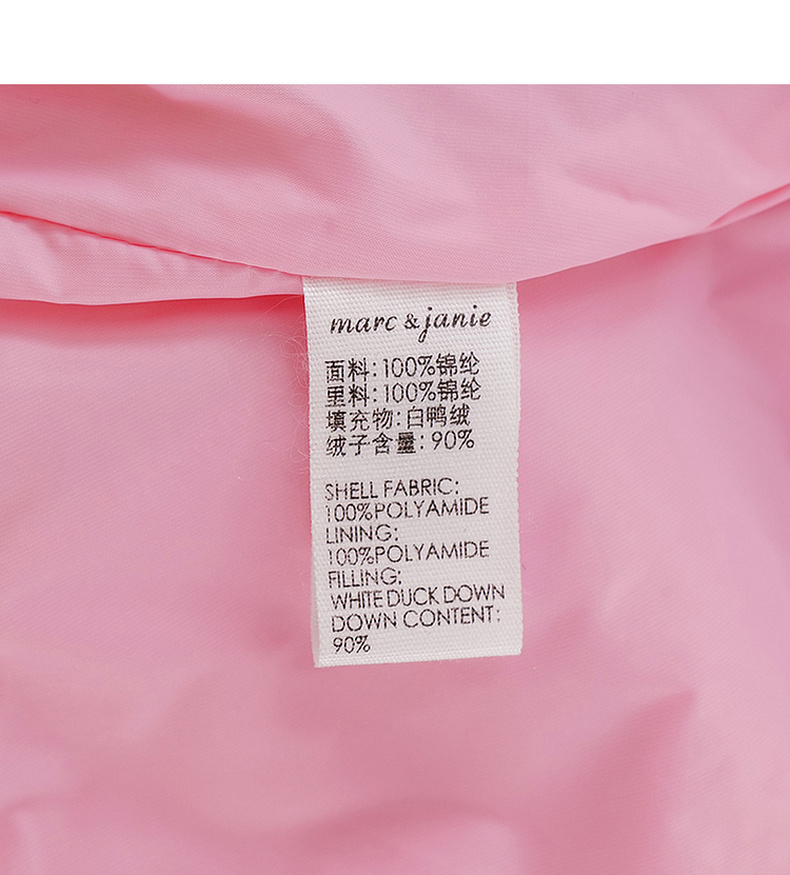 marc & janie
面料:100%锦纶
里料:100%锦纶
填充物:白鸭绒
绒子含量:90%
SHELL FABRIC:
100%POLYAMIDE
LINING:
100%POLYAMIDE
FILLING:
WHITE DUCK DOWN
DOWN CONTENT:
90%